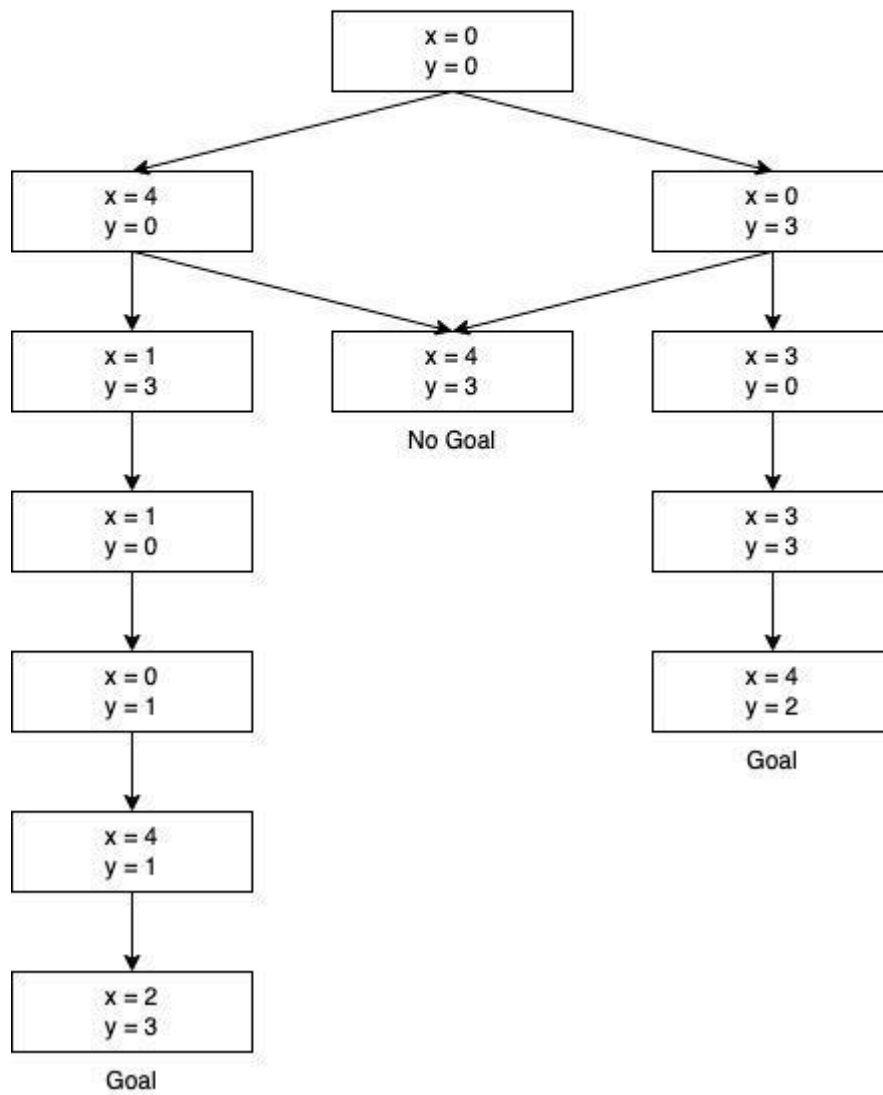 x = 0
y = 0
x = 4
y = 0
x = 0
y = 3
x = 1
y = 3
x = 4
y = 3
x = 3
y = 0
No Goal
x = 1
y = 0
x = 3
y = 3
x = 0
y = 1
x = 4
y = 2
Goal
x = 4
y = 1
x = 2
y = 3
Goal